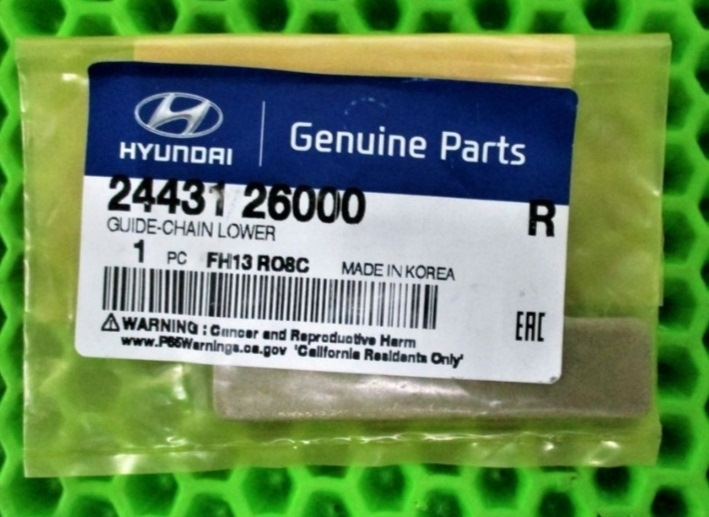 HYUNDAI
Genuine Parts
24431 26000
R
GUIDE-CHAIN LOWER
1 PC FH13 RO8C MADE IN KOREA
EAC
⚠WARNING : Cancer and Reproductive Harm
www.P65Warnings.ca.gov 'California Residents Only'